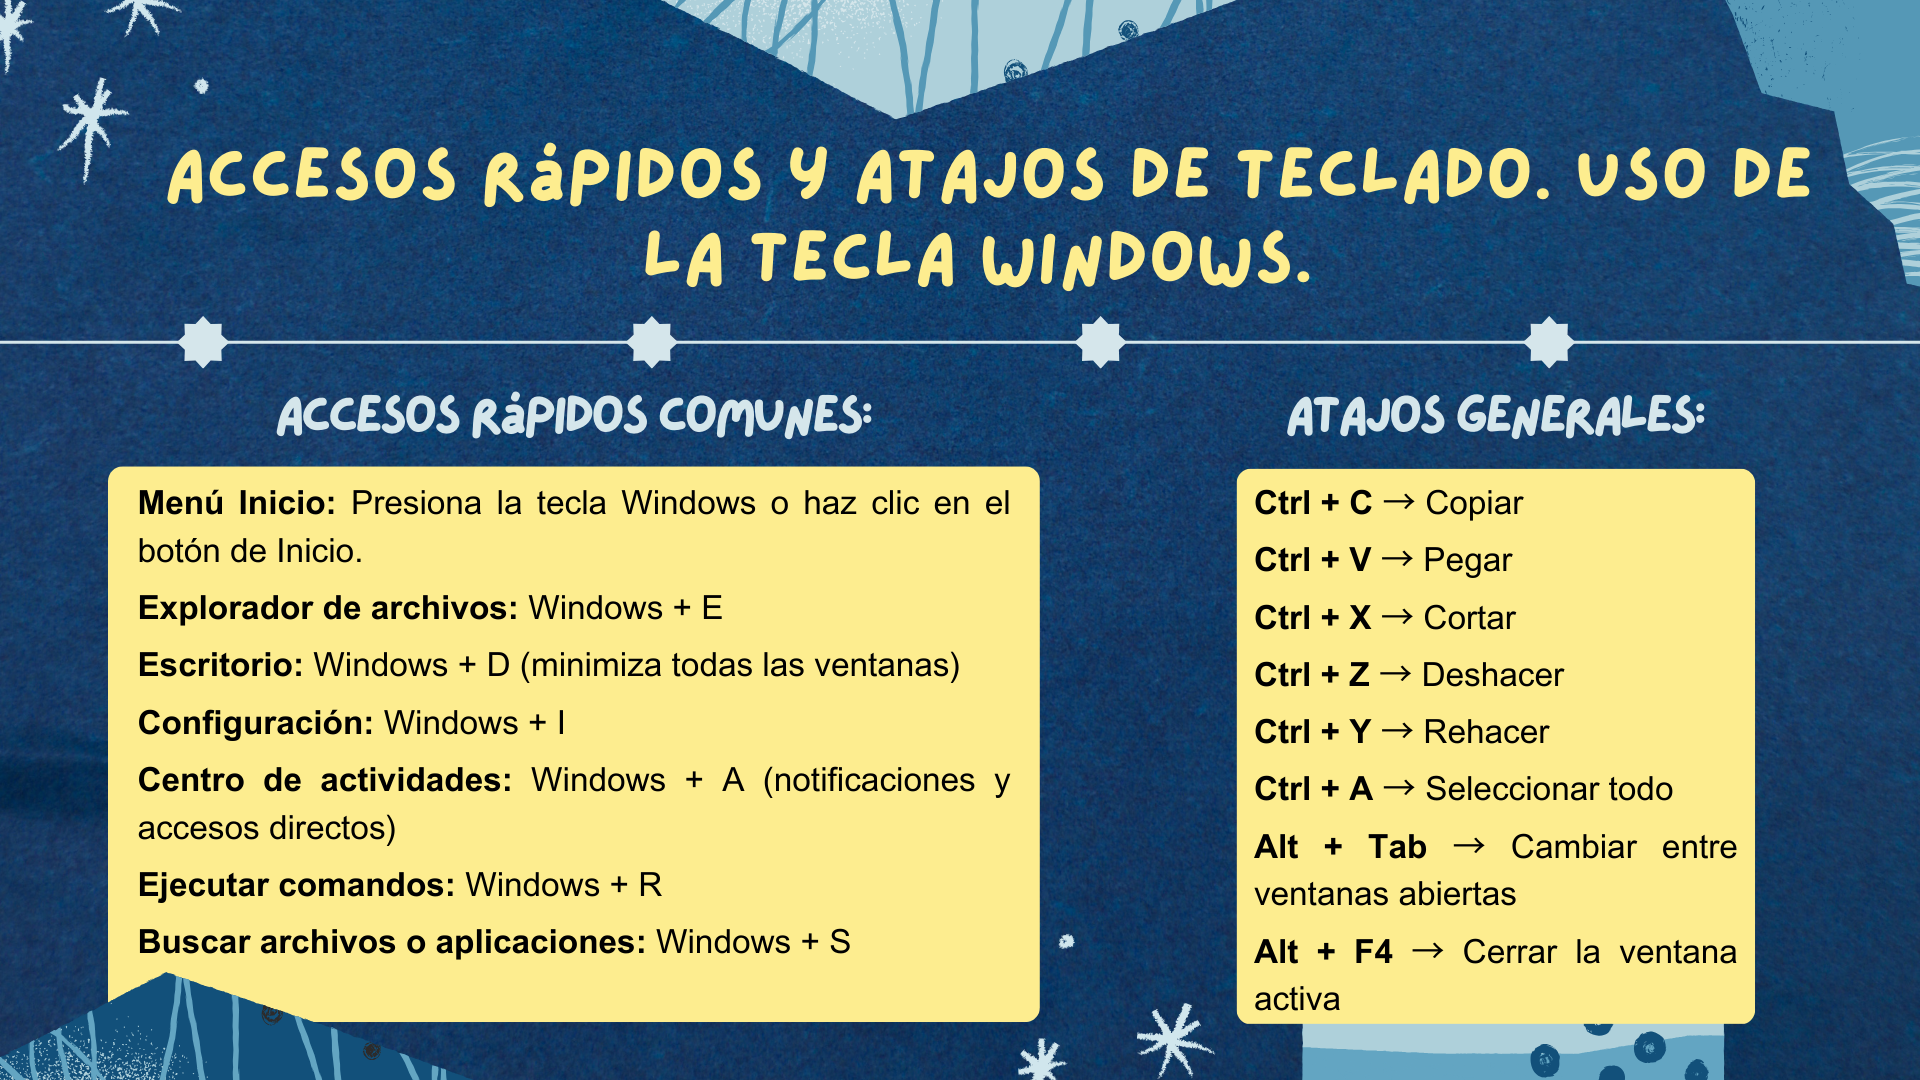 ACCESOS RáPIDOS Y ATAJOS DE TECLADO. USO DE
LA TECLA WINDOWS.
ACCESOS RáPIDOS COMUNES:
Menú Inicio: Presiona la tecla Windows o haz clic en el
botón de Inicio.
Explorador de archivos: Windows + E
Escritorio: Windows + D (minimiza todas las ventanas)
Configuración: Windows + I
Centro de actividades: Windows + A (notificaciones y
accesos directos)
Ejecutar comandos: Windows + R
Buscar archivos o aplicaciones: Windows + S
ATAJOS GENERALES:
Ctrl + C → Copiar
Ctrl + V → Pegar
Ctrl + X → Cortar
Ctrl + Z → Deshacer
Ctrl + Y → Rehacer
Ctrl + A → Seleccionar todo
Alt + Tab → Cambiar entre
ventanas abiertas
Alt + F4 → Cerrar la ventana
activa